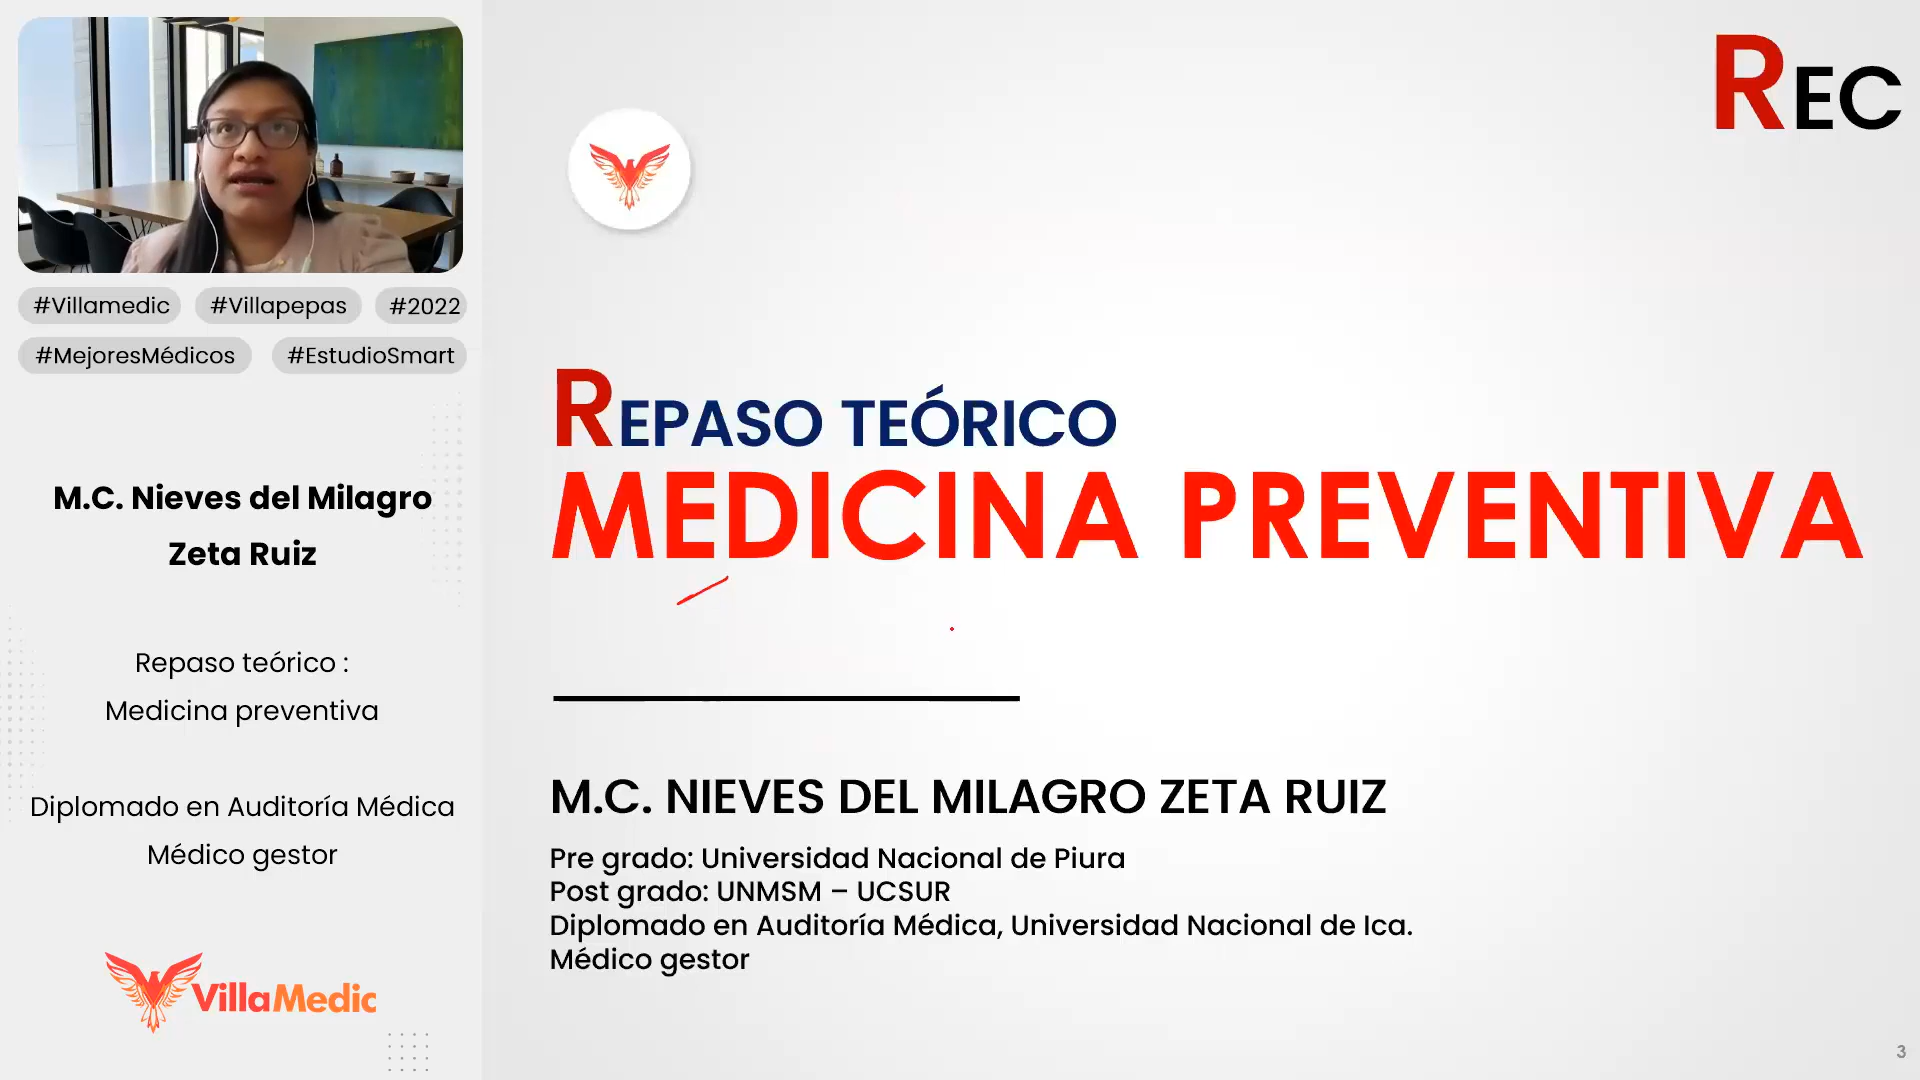 #Villamedic #Villapepas #2022
#MejoresMédicos #EstudioSmart
M.C. Nieves del Milagro
Zeta Ruiz
Repaso teórico :
Medicina preventiva
Diplomado en Auditoría Médica
Médico gestor
VillaMedic
REC
REPASO TEÓRICO
MEDICINA PREVENTIVA
M.C. NIEVES DEL MILAGRO ZETA RUIZ
Pre grado: Universidad Nacional de Piura
Post grado: UNMSM – UCSUR
Diplomado en Auditoría Médica, Universidad Nacional de Ica.
Médico gestor
3